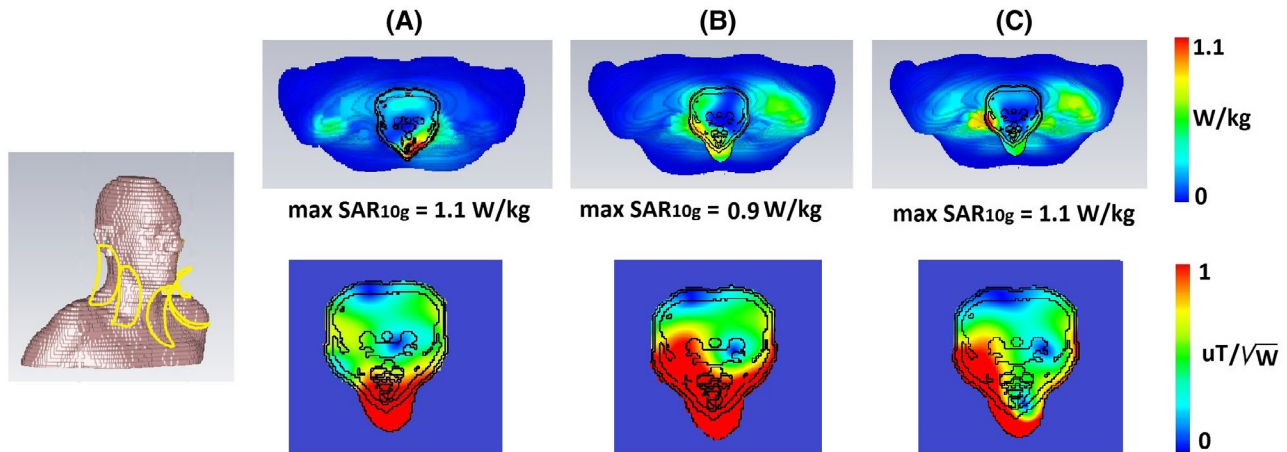 (A) (B) (C)
1.1
W/kg
0
max SAR10g = 1.1 W/kg max SAR10g = 0.9 W/kg max SAR10g = 1.1 W/kg
1
uT/√W
0